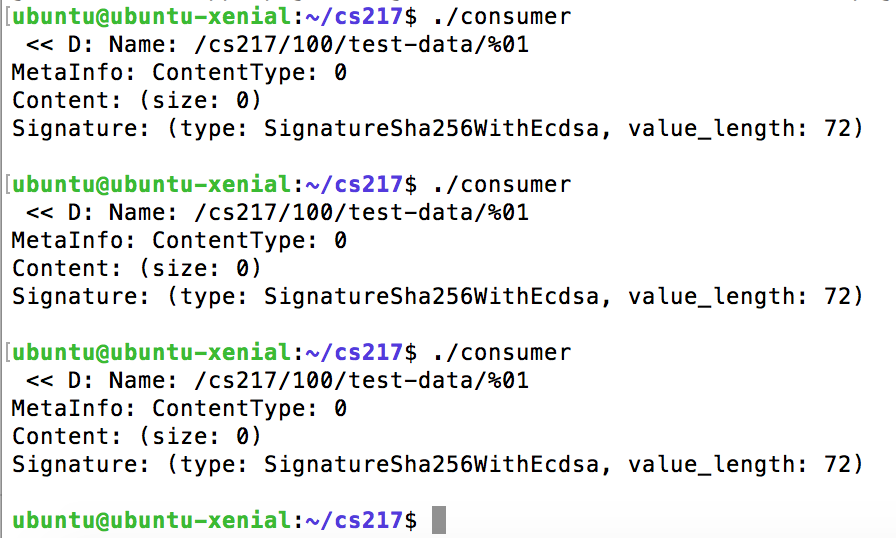 [ubuntu@ubuntu-xenial:~/cs217$ ./consumer
 << D: Name: /cs217/100/test-data/%01
MetaInfo: ContentType: 0
Content: (size: 0)
Signature: (type: SignatureSha256WithEcdsa, value_length: 72)
[ubuntu@ubuntu-xenial:~/cs217$ ./consumer
 << D: Name: /cs217/100/test-data/%01
MetaInfo: ContentType: 0
Content: (size: 0)
Signature: (type: SignatureSha256WithEcdsa, value_length: 72)
[ubuntu@ubuntu-xenial:~/cs217$ ./consumer
 << D: Name: /cs217/100/test-data/%01
MetaInfo: ContentType: 0
Content: (size: 0)
Signature: (type: SignatureSha256WithEcdsa, value_length: 72)
ubuntu@ubuntu-xenial:~/cs217$